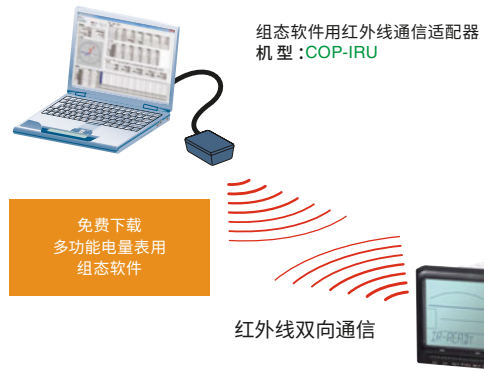 组态软件用红外线通信适配器
机 型 :COP-IRU
免费下载
多功能电量表用
组态软件
红外线双向通信
IR-READY